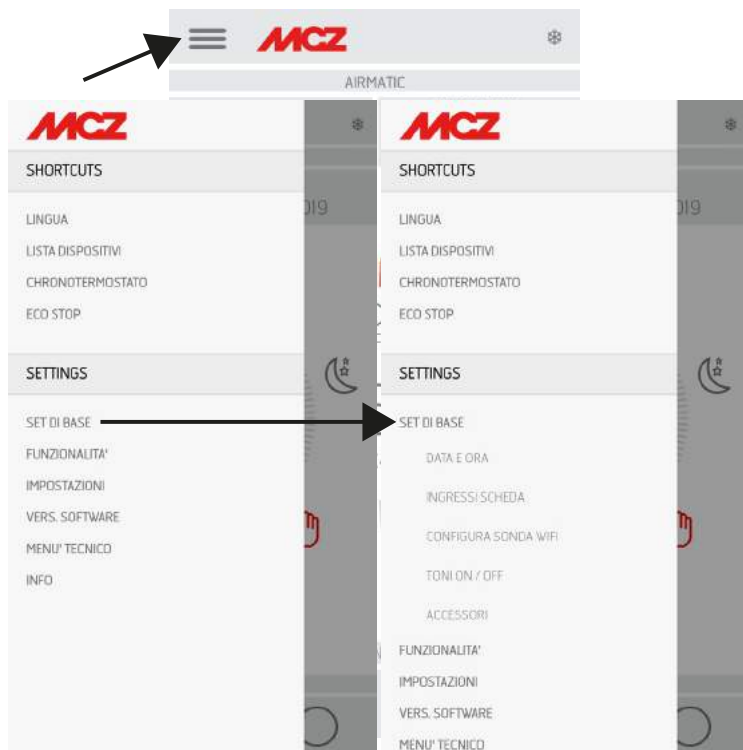 MCZ
AIRMATIC
MCZ
SHORTCUTS
LINGUA
LISTA DISPOSITIVI
CHRONOTERMOSTATO
ECO STOP
SETTINGS
SET DI BASE
FUNZIONALITA'
IMPOSTAZIONI
VERS. SOFTWARE
MENU' TECNICO
INFO
019
MCZ
SHORTCUTS
LINGUA
LISTA DISPOSITIVI
CHRONOTERMOSTATO
ECO STOP
SETTINGS
SET DI BASE
DATA E ORA
INGRESSI SCHEDA
CONFIGURA SONDA WIFI
TONI ON / OFF
ACCESSORI
FUNZIONALITA'
IMPOSTAZIONI
VERS. SOFTWARE
MENU' TECNICO
019